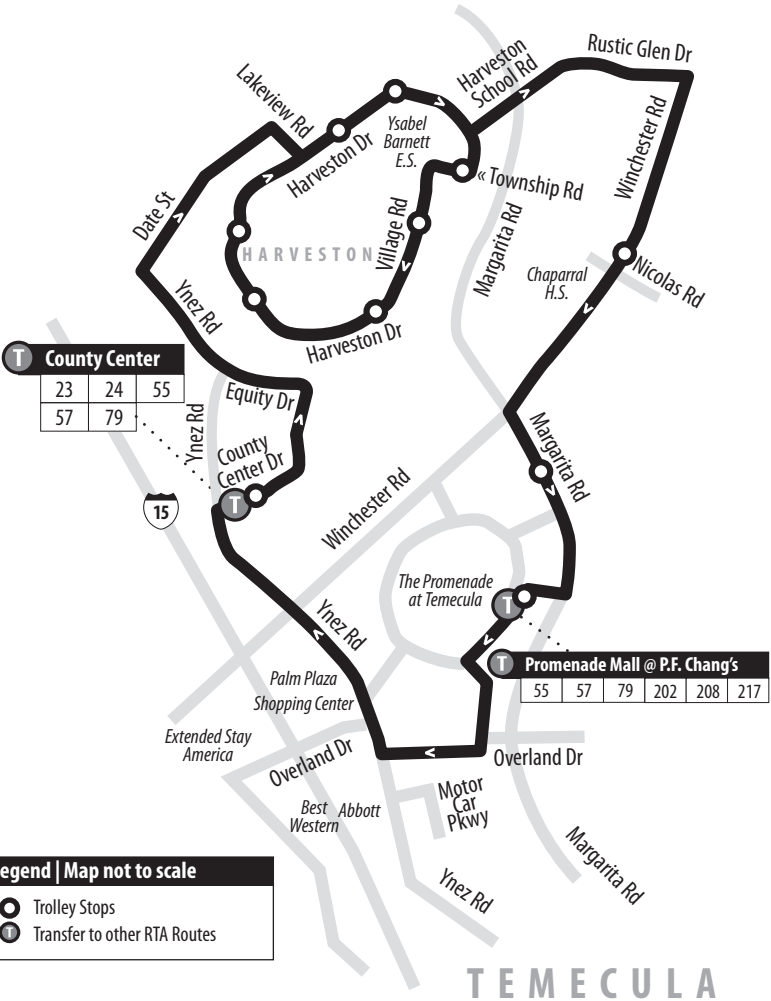 Rustic Glen Dr
Harveston
School Rd
Lakeview Rd
Ysabel
Barnett
E.S.
Harveston Dr
Winchester Rd
« Township Rd
Date St
Village Rd
Margarita Rd
HARVESTON
Chaparral
H.S.
Nicolas Rd
Ynez Rd
Harveston Dr
T County Center
23 24 55
57 79
Equity Dr
Ynez Rd
County
Center Dr
Margarita Rd
T
15
Winchester Rd
The Promenade
at Temecula
T
Ynez Rd
T Promenade Mall @ P.F. Chang's
55 57 79 202 208 217
Palm Plaza
Shopping Center
Extended Stay
America
Overland Dr
Overland Dr
Motor
Car
Pkwy
Best
Western
Abbott
Margarita Rd
Ynez Rd
egend | Map not to scale
Trolley Stops
T Transfer to other RTA Routes
TEMECULA